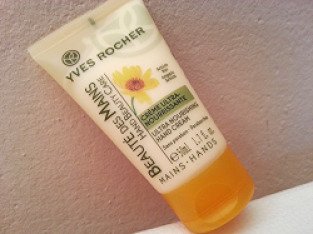 YVES ROCHER
BEAUTÉ DES MAINS
HAND BEAUTY CARE
CRÈME ULTRA-
NOURRISSANTE
ULTRA NOURISHING
HAND CREAM
MAINS - HANDS